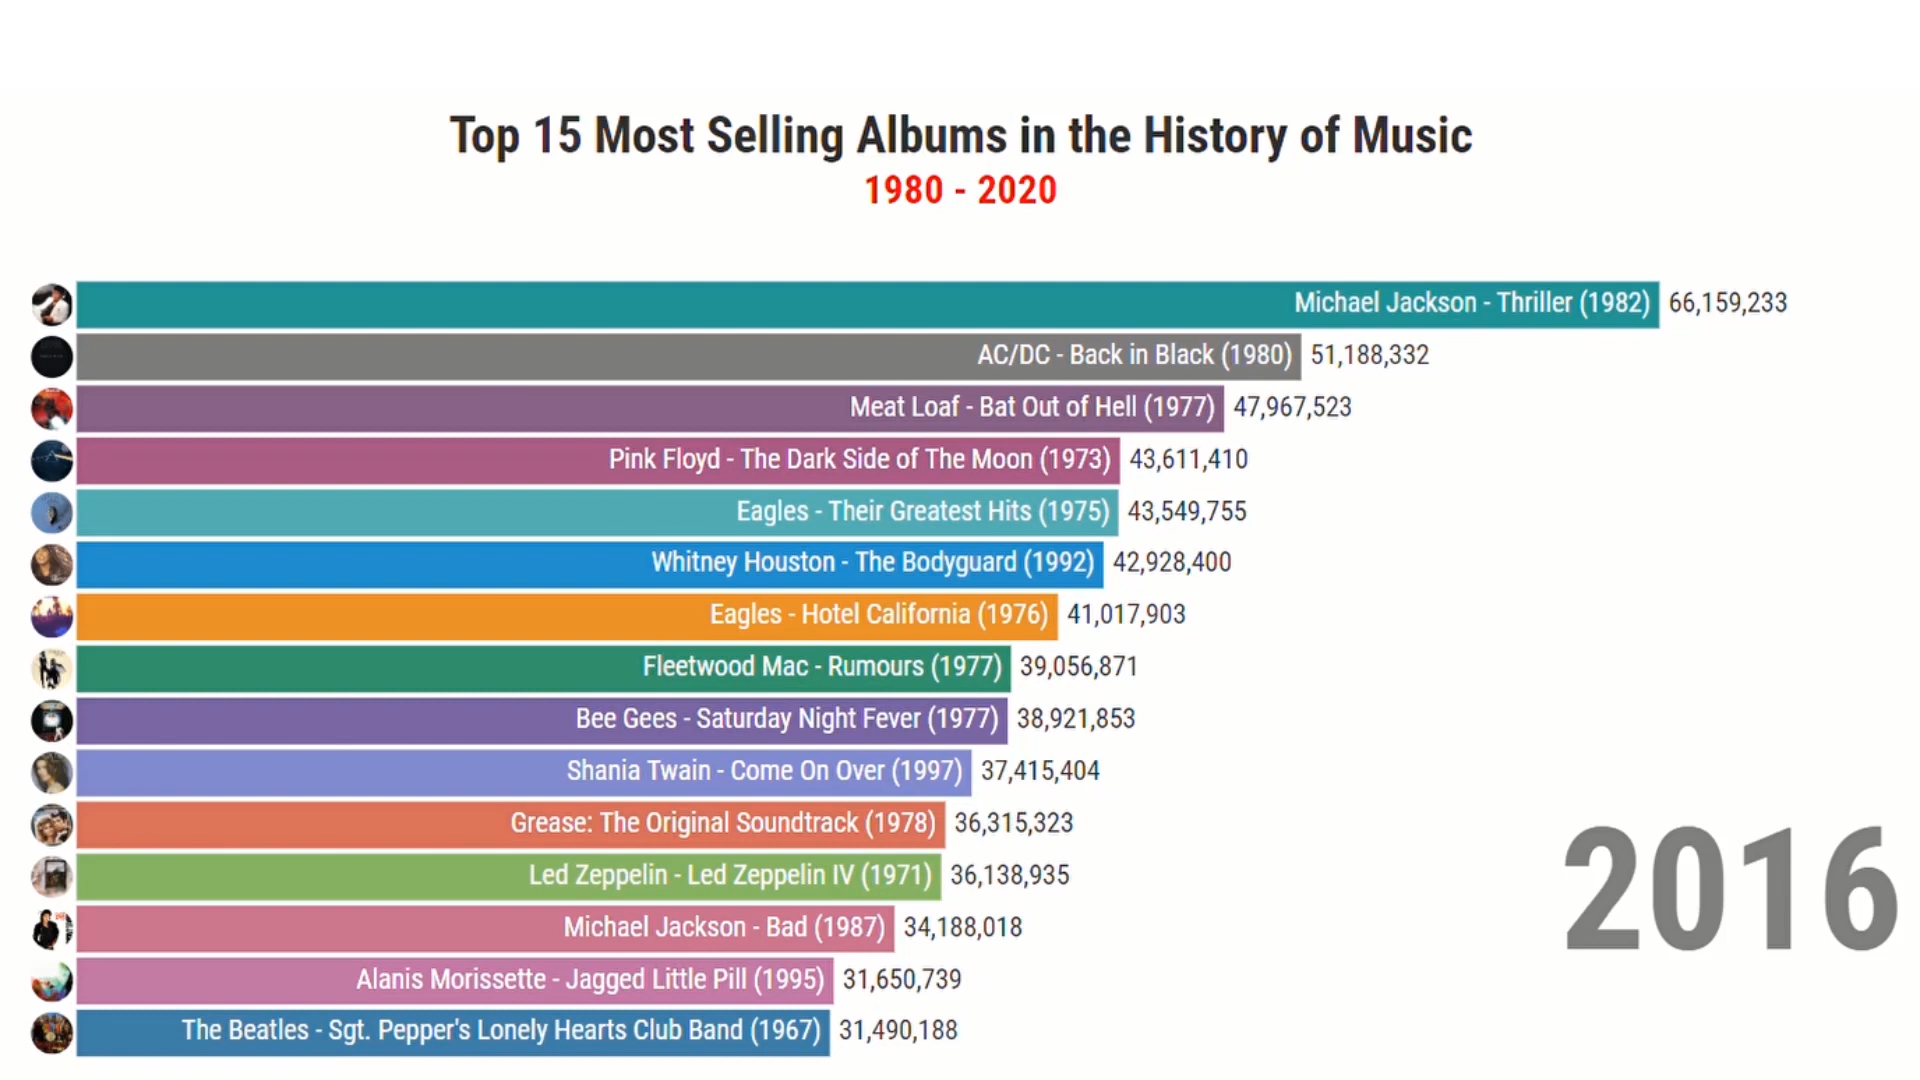 Top 15 Most Selling Albums in the History of Music
1980 - 2020
Michael Jackson - Thriller (1982) 66,159,233
AC/DC - Back in Black (1980) 51,188,332
Meat Loaf - Bat Out of Hell (1977) 47,967,523
Pink Floyd - The Dark Side of The Moon (1973) 43,611,410
Eagles - Their Greatest Hits (1975) 43,549,755
Whitney Houston - The Bodyguard (1992) 42,928,400
Eagles - Hotel California (1976) 41,017,903
Fleetwood Mac - Rumours (1977) 39,056,871
Bee Gees - Saturday Night Fever (1977) 38,921,853
Shania Twain - Come On Over (1997) 37,415,404
Grease: The Original Soundtrack (1978) 36,315,323
Led Zeppelin - Led Zeppelin IV (1971) 36,138,935
Michael Jackson - Bad (1987) 34,188,018
Alanis Morissette - Jagged Little Pill (1995) 31,650,739
The Beatles - Sgt. Pepper's Lonely Hearts Club Band (1967) 31,490,188
2016